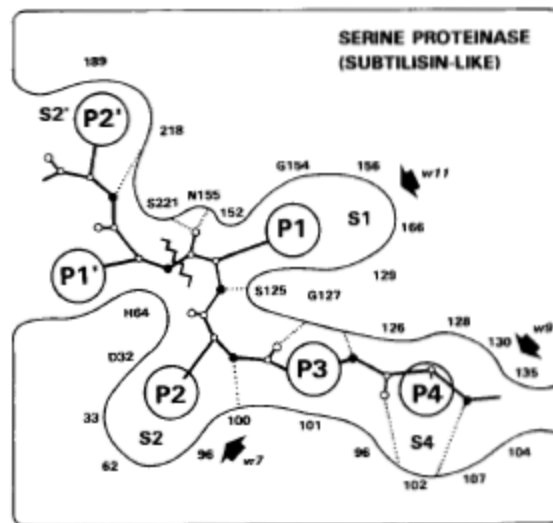 SERINE PROTEINASE
(SUBTILISIN-LIKE)
189
S2'
P2'
218
G154
156
w11
S221
N155
152
P1
S1
166
P1'
129
S125
G127
H64
126
128
130
w9
D32
135
P2
P3
P4
33
S2
100
101
96
S4
104
62
96
w7
102
107